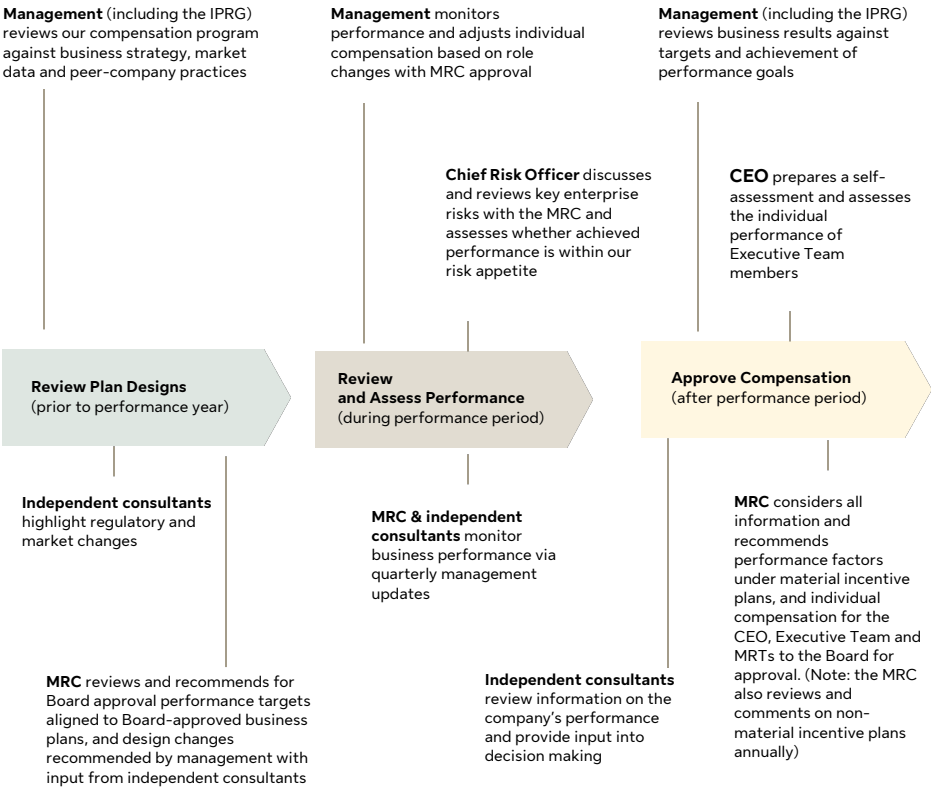 Management (including the IPRG)
reviews our compensation program
against business strategy, market
data and peer-company practices
Management monitors
performance and adjusts individual
compensation based on role
changes with MRC approval
Management (including the IPRG)
reviews business results against
targets and achievement of
performance goals
Chief Risk Officer discusses
and reviews key enterprise
risks with the MRC and
assesses whether achieved
performance is within our
risk appetite
CEO prepares a self-
assessment and assesses
the individual
performance of
Executive Team
members
Review Plan Designs
(prior to performance year)
Review
and Assess Performance
(during performance period)
Approve Compensation
(after performance period)
Independent consultants
highlight regulatory and
market changes
MRC & independent
consultants monitor
business performance via
quarterly management
updates
MRC considers all
information and
recommends
performance factors
under material incentive
plans, and individual
compensation for the
CEO, Executive Team and
MRTs to the Board for
approval. (Note: the MRC
also reviews and
comments on non-
material incentive plans
annually)
MRC reviews and recommends for
Board approval performance targets
aligned to Board-approved business
plans, and design changes
recommended by management with
input from independent consultants
Independent consultants
review information on the
company's performance
and provide input into
decision making